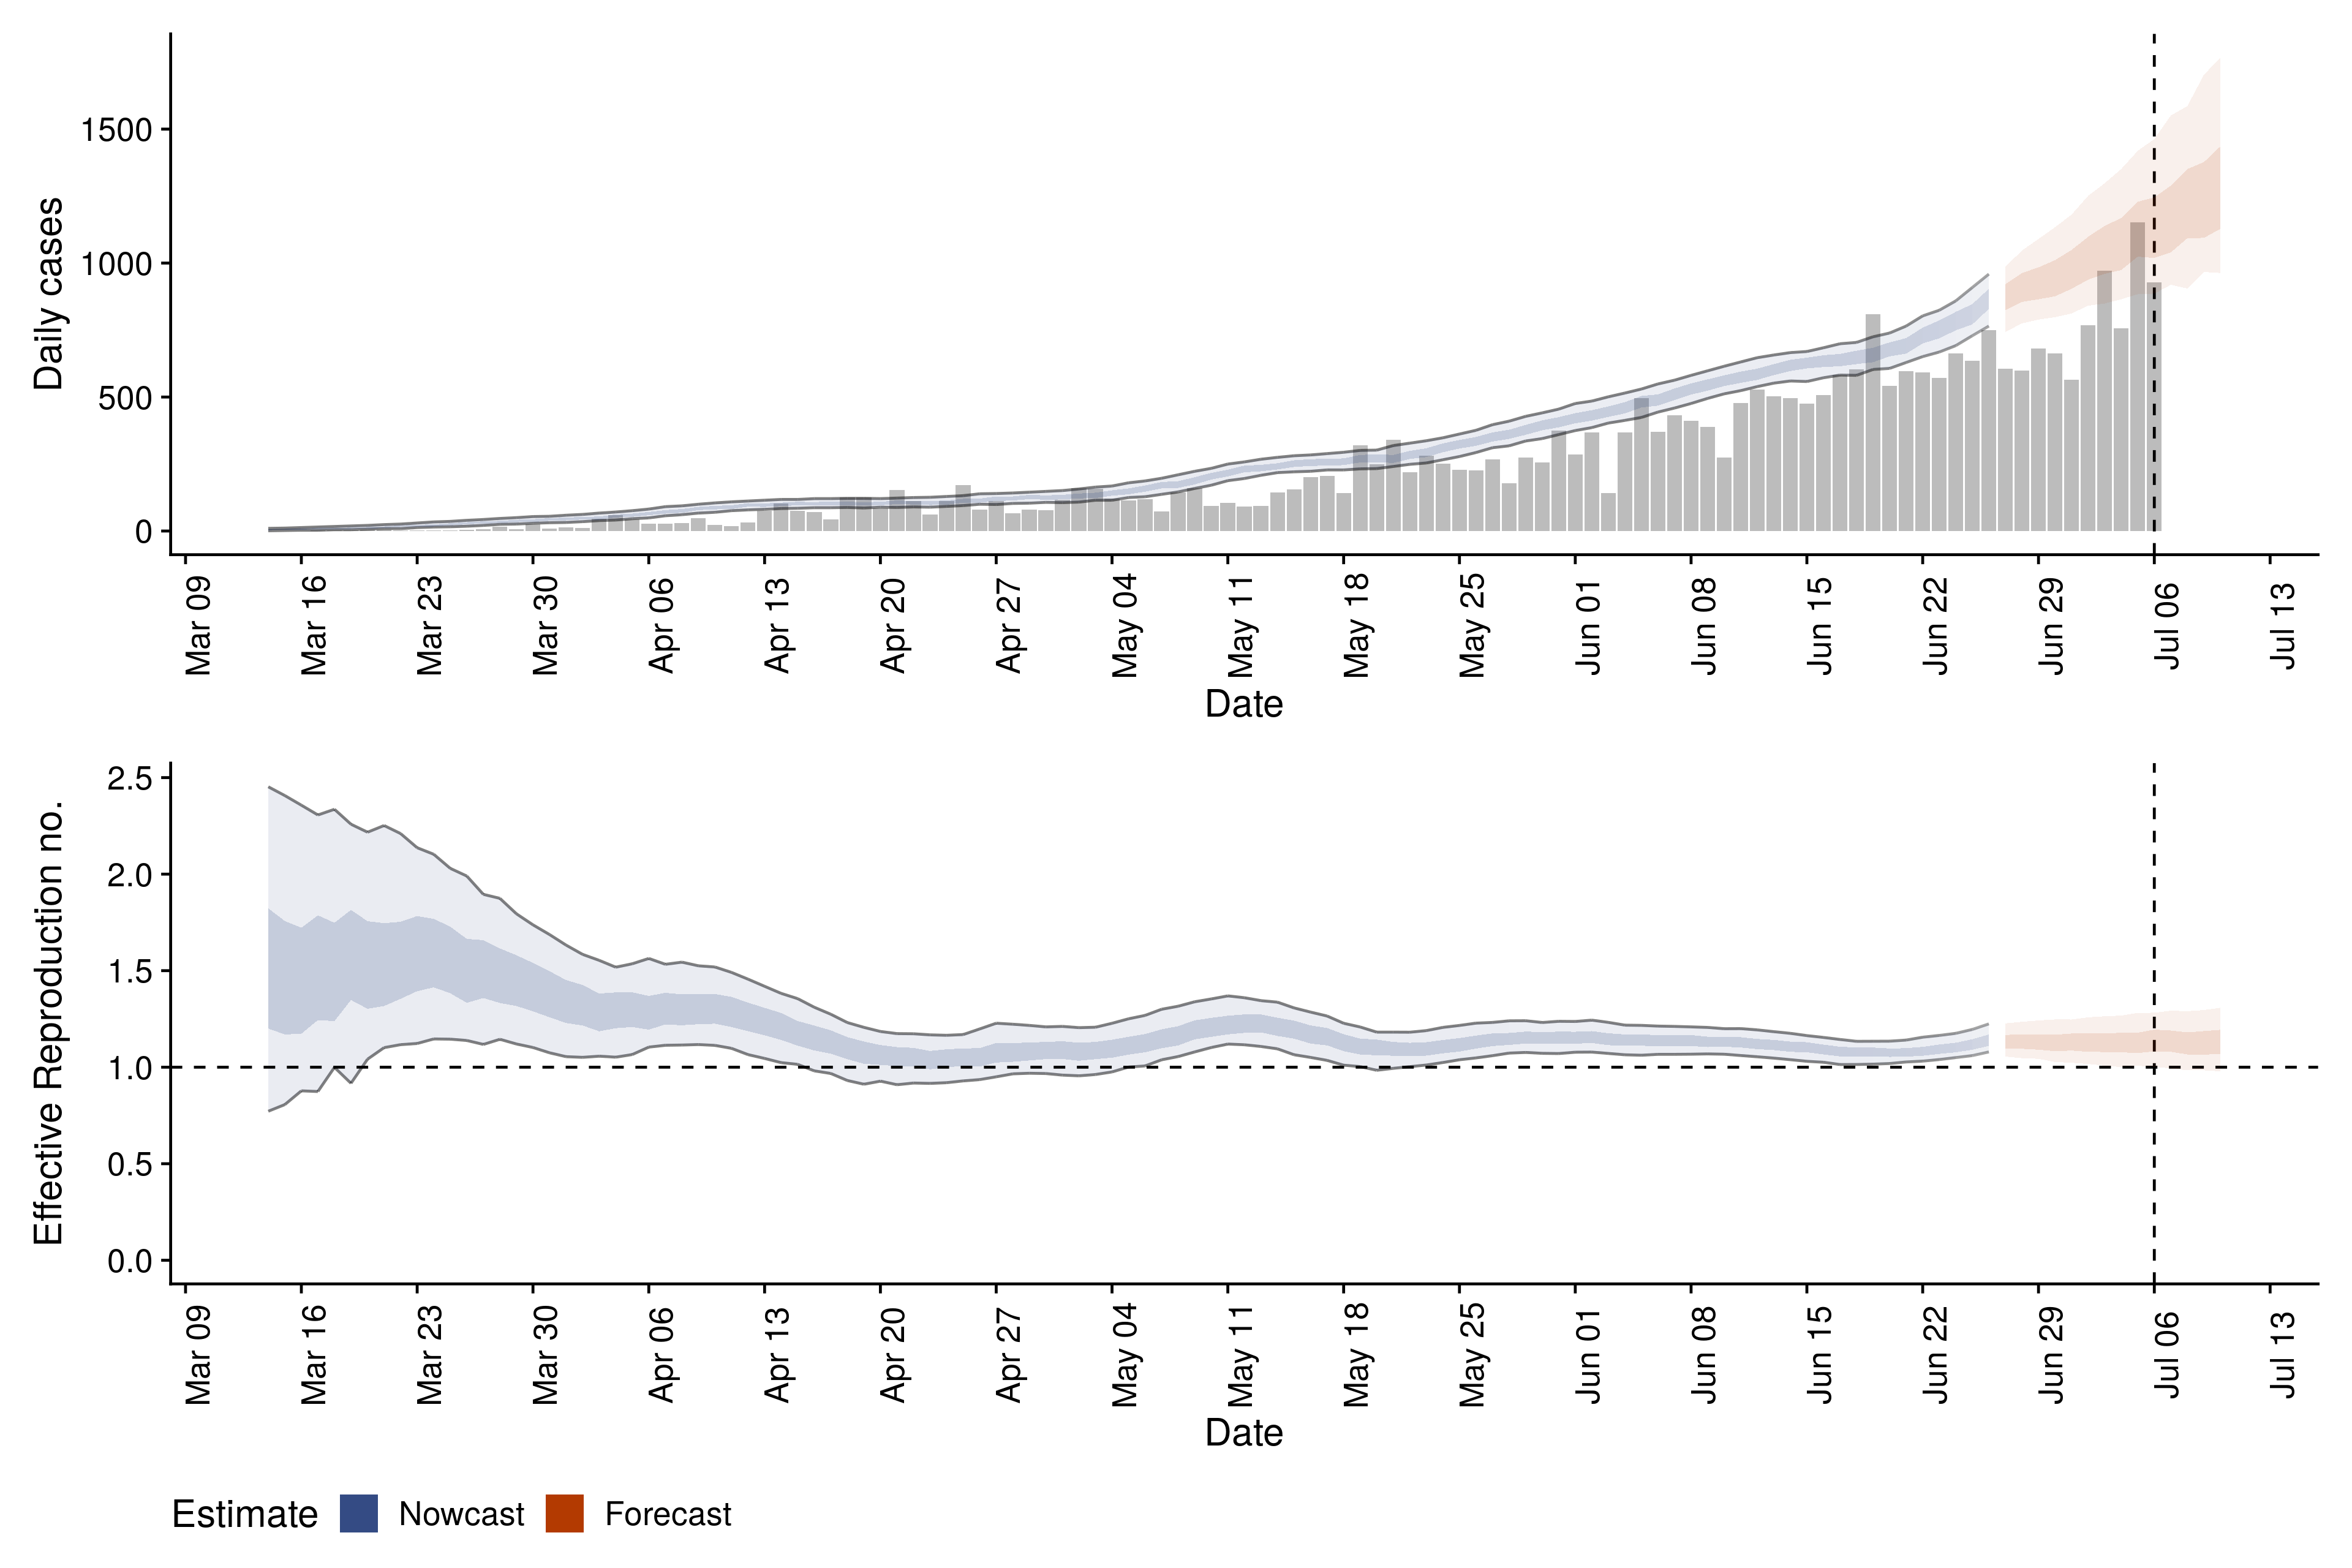 Daily cases
1500
1000
500
0
Mar 09
Mar 16
Mar 23
Mar 30
Apr 06
Apr 13
Apr 20
Apr 27
May 04
May 11
May 18
May 25
Jun 01
Jun 08
Jun 15
Jun 22
Jun 29
Jul 06
Jul 13
Date
Effective Reproduction no.
2.5
2.0
1.5
1.0
0.5
0.0
Mar 09
Mar 16
Mar 23
Mar 30
Apr 06
Apr 13
Apr 20
Apr 27
May 04
May 11
May 18
May 25
Jun 01
Jun 08
Jun 15
Jun 22
Jun 29
Jul 06
Jul 13
Date
Estimate Nowcast Forecast